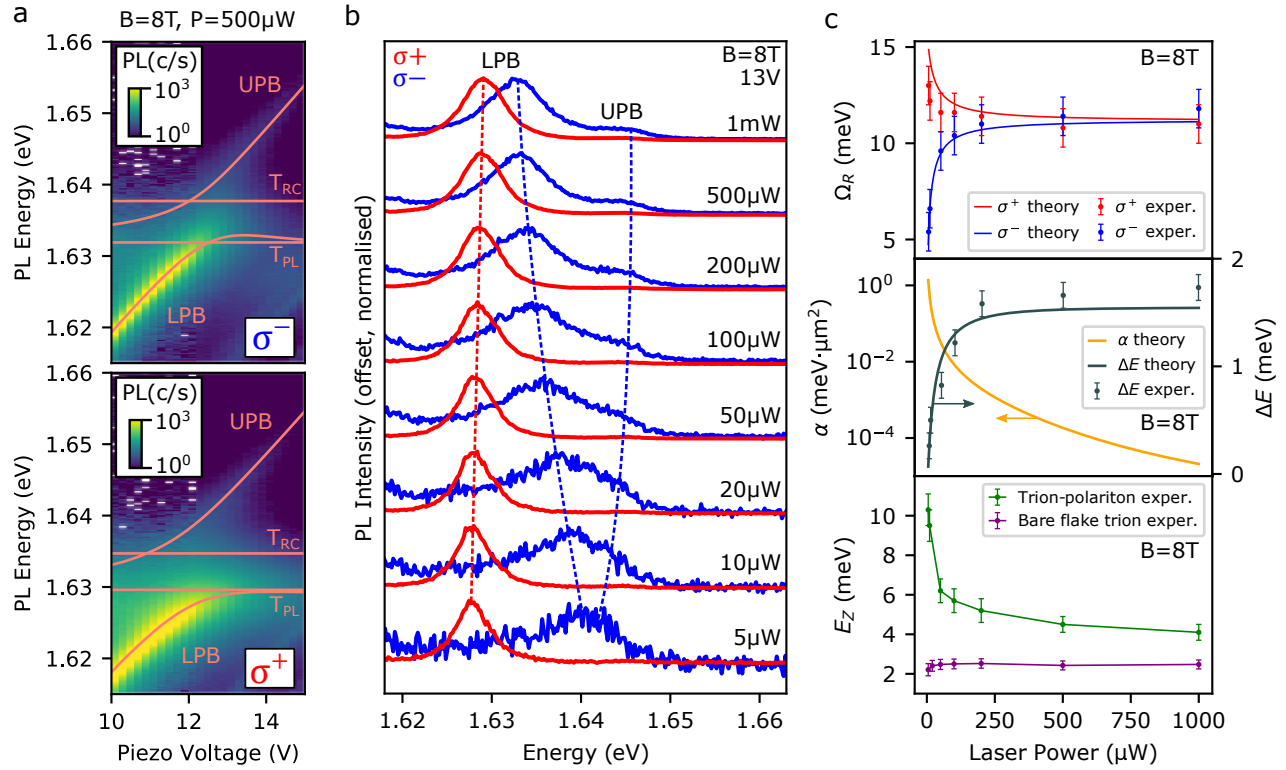 a
B=8T, P=500µW
1.66
1.65
1.64
1.63
1.62
PL Energy (eV)
PL(c/s)
10³
10⁰
UPB
T_RC
T_PL
LPB
σ−
1.66
1.65
1.64
1.63
1.62
PL Energy (eV)
PL(c/s)
10³
10⁰
UPB
T_RC
T_PL
LPB
σ+
10 12 14
Piezo Voltage (V)
b
σ+
σ−
LPB
UPB
B=8T
13V
1mW
500µW
200µW
100µW
50µW
20µW
10µW
5µW
PL Intensity (offset, normalised)
1.62 1.63 1.64 1.65 1.66
Energy (eV)
c
B=8T
15
10
5
Ω_R (meV)
σ⁺ theory
σ⁻ theory
σ⁺ exper.
σ⁻ exper.
10⁰
10⁻²
10⁻⁴
α (meV·µm²)
2
1
0
ΔE (meV)
α theory
ΔE theory
ΔE exper.
B=8T
Trion-polariton exper.
Bare flake trion exper.
B=8T
10
8
6
4
2
E_Z (meV)
0 250 500 750 1000
Laser Power (µW)